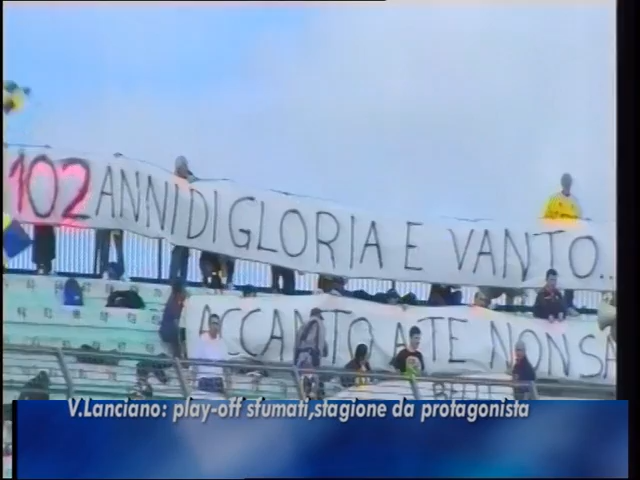 102 ANNI DI GLORIA E VANTO...
ACCANTO A TE NON SA
V.Lanciano: play-off sfumati,stagione da protagonista